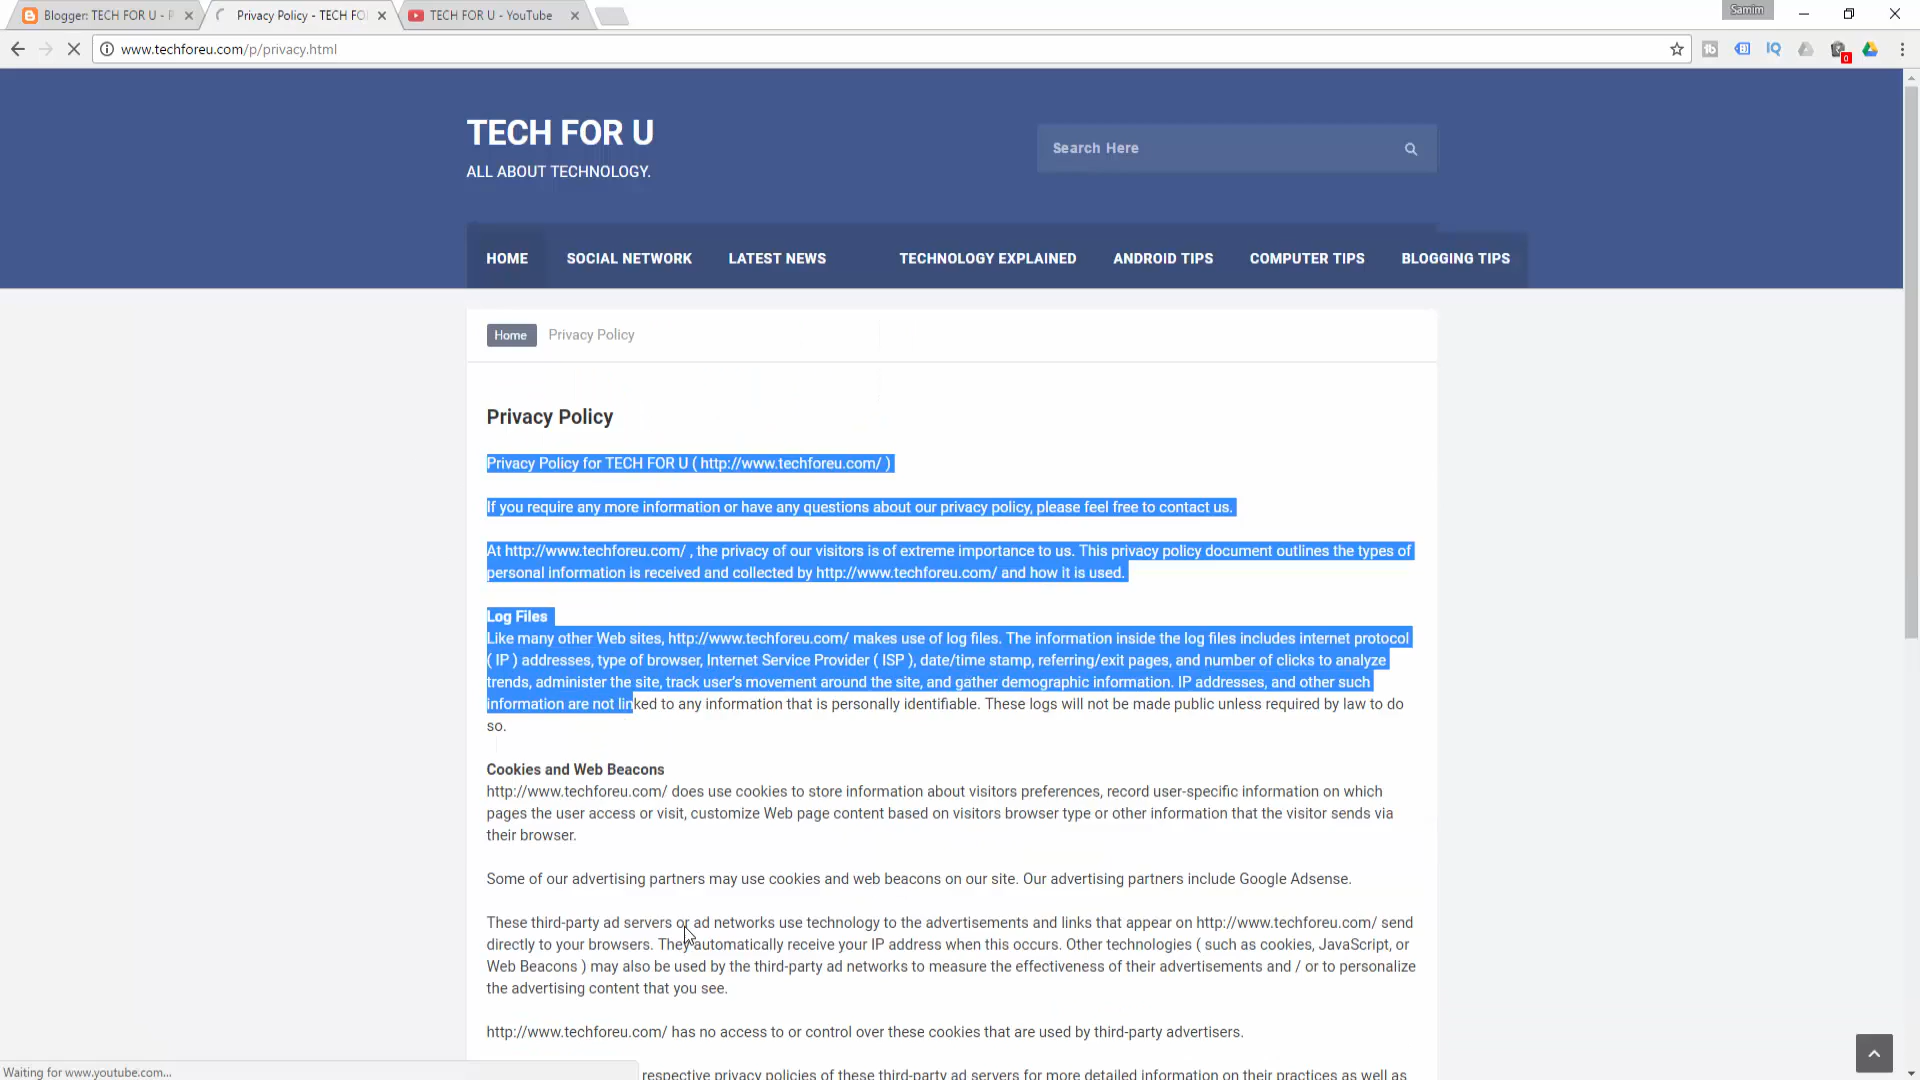 Blogger: TECH FOR U - P
Privacy Policy - TECH FO
TECH FOR U - YouTube
Samim
www.techforeu.com/p/privacy.html
0
TECH FOR U
ALL ABOUT TECHNOLOGY.
Search Here
HOME SOCIAL NETWORK LATEST NEWS TECHNOLOGY EXPLAINED ANDROID TIPS COMPUTER TIPS BLOGGING TIPS
Home Privacy Policy
Privacy Policy
Privacy Policy for TECH FOR U ( http://www.techforeu.com/ )
If you require any more information or have any questions about our privacy policy, please feel free to contact us.
At http://www.techforeu.com/ , the privacy of our visitors is of extreme importance to us. This privacy policy document outlines the types of
personal information is received and collected by http://www.techforeu.com/ and how it is used.
Log Files
Like many other Web sites, http://www.techforeu.com/ makes use of log files. The information inside the log files includes internet protocol
( IP ) addresses, type of browser, Internet Service Provider ( ISP ), date/time stamp, referring/exit pages, and number of clicks to analyze
trends, administer the site, track user's movement around the site, and gather demographic information. IP addresses, and other such
information are not linked to any information that is personally identifiable. These logs will not be made public unless required by law to do
so.
Cookies and Web Beacons
http://www.techforeu.com/ does use cookies to store information about visitors preferences, record user-specific information on which
pages the user access or visit, customize Web page content based on visitors browser type or other information that the visitor sends via
their browser.
Some of our advertising partners may use cookies and web beacons on our site. Our advertising partners include Google Adsense.
These third-party ad servers or ad networks use technology to the advertisements and links that appear on http://www.techforeu.com/ send
directly to your browsers. They automatically receive your IP address when this occurs. Other technologies ( such as cookies, JavaScript, or
Web Beacons ) may also be used by the third-party ad networks to measure the effectiveness of their advertisements and / or to personalize
the advertising content that you see.
http://www.techforeu.com/ has no access to or control over these cookies that are used by third-party advertisers.
respective privacy policies of these third-party ad servers for more detailed information on their practices as well as
Waiting for www.youtube.com...